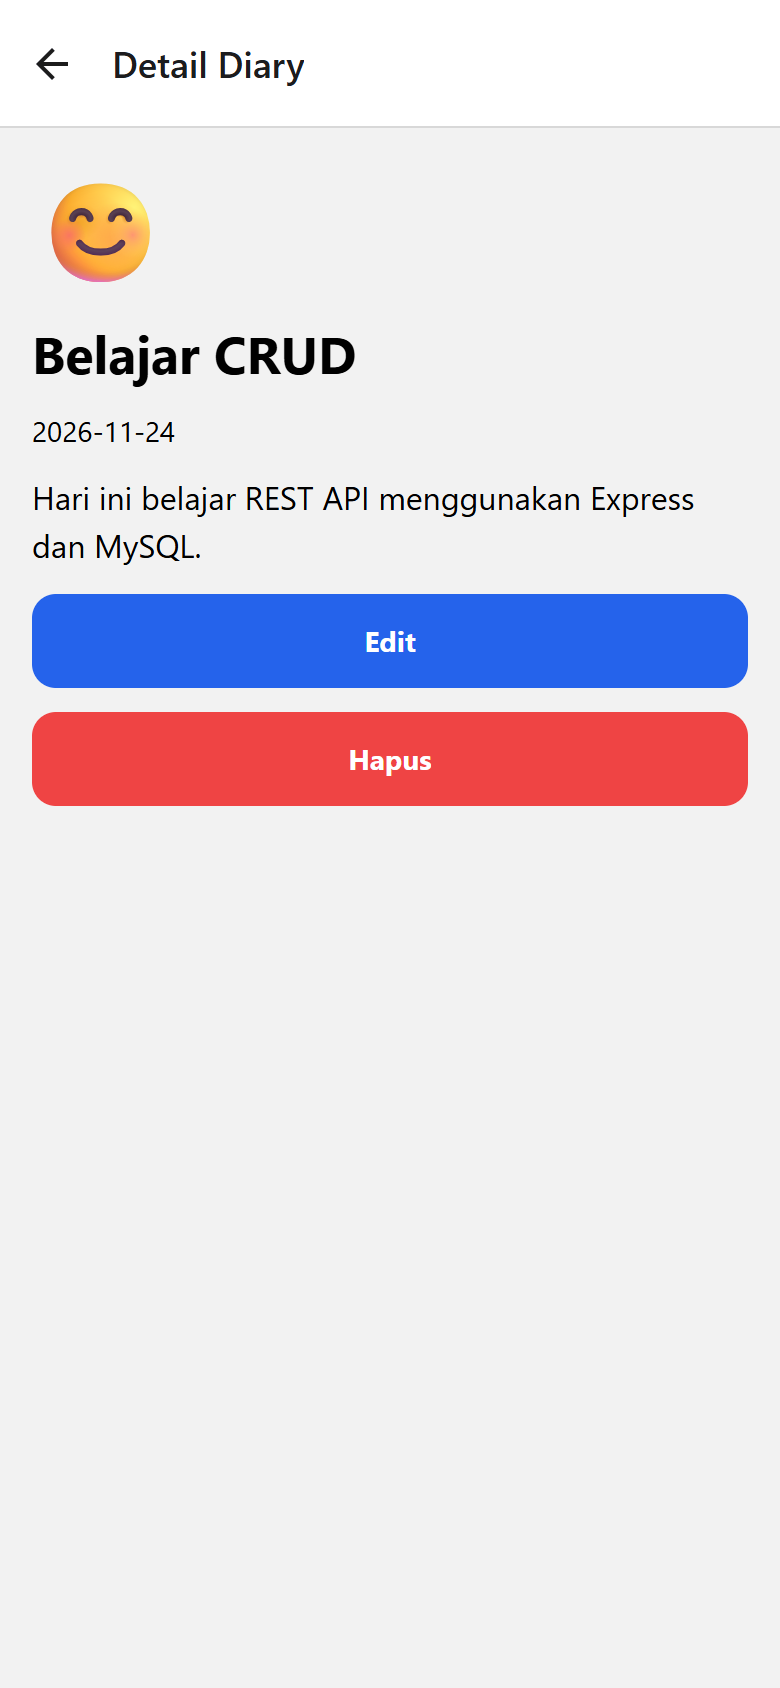 Detail Diary
Belajar CRUD
2026-11-24
Hari ini belajar REST API menggunakan Express
dan MySQL.
Edit
Hapus